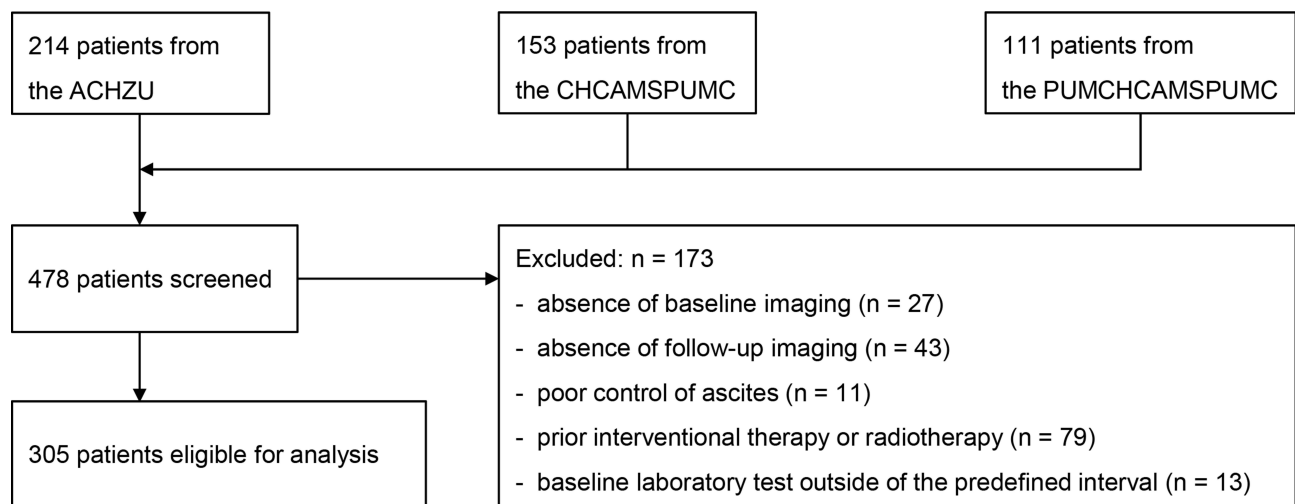 214 patients from
the ACHZU
153 patients from
the CHCAMSPUMC
111 patients from
the PUMCHCAMSPUMC
478 patients screened
Excluded: n = 173
- absence of baseline imaging (n = 27)
- absence of follow-up imaging (n = 43)
- poor control of ascites (n = 11)
- prior interventional therapy or radiotherapy (n = 79)
- baseline laboratory test outside of the predefined interval (n = 13)
305 patients eligible for analysis